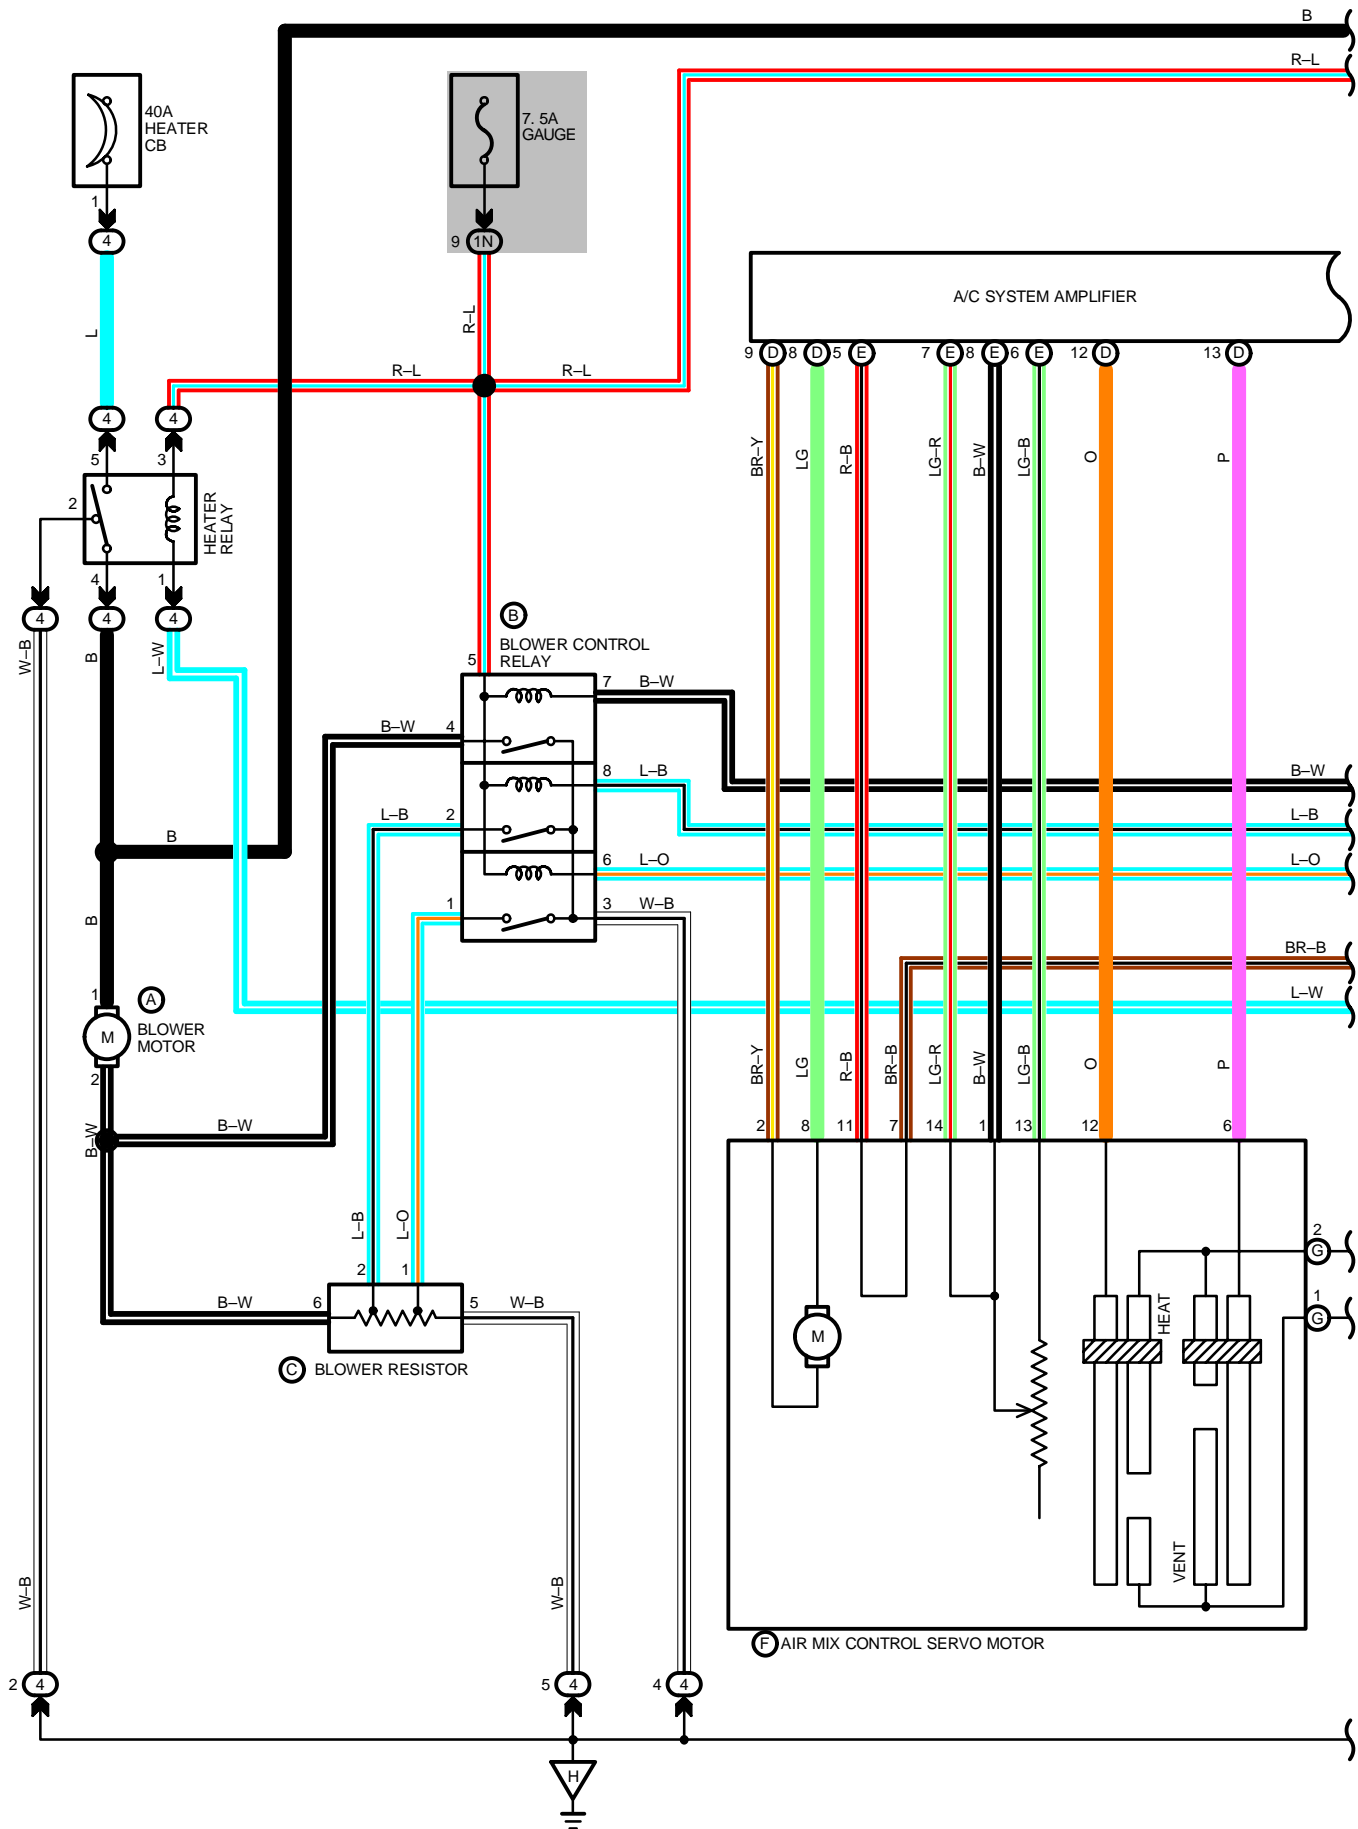 B
R–L
40A
HEATER
CB
7. 5A
GAUGE
1
4
9 1N
L
R–L
A/C SYSTEM AMPLIFIER
9 D 8 D 5 E 7 E 8 E 6 E 12 D 13 D
R–L
R–L
4
4
5
3
BR–Y
LG
R–B
LG–R
B–W
LG–B
O
P
2
HEATER
RELAY
4
1
4
4
4
W–B
B
L–W
B
BLOWER CONTROL
RELAY
5
7 B–W
B–W 4
8 L–B
B–W
L–B 2
L–B
B
6 L–O
L–O
1
3 W–B
B
BR–B
L–W
1
A
BLOWER
MOTOR
M
2
BR–Y
LG
R–B
BR–B
LG–R
B–W
LG–B
O
P
B–W
B–W
2 8 11 7 14 1 13 12 6
L–B
L–O
2
G
2 1
B–W 6
5 W–B
1
G
HEAT
M
C BLOWER RESISTOR
VENT
W–B
W–B
F AIR MIX CONTROL SERVO MOTOR
2 4
5 4
4 4
H